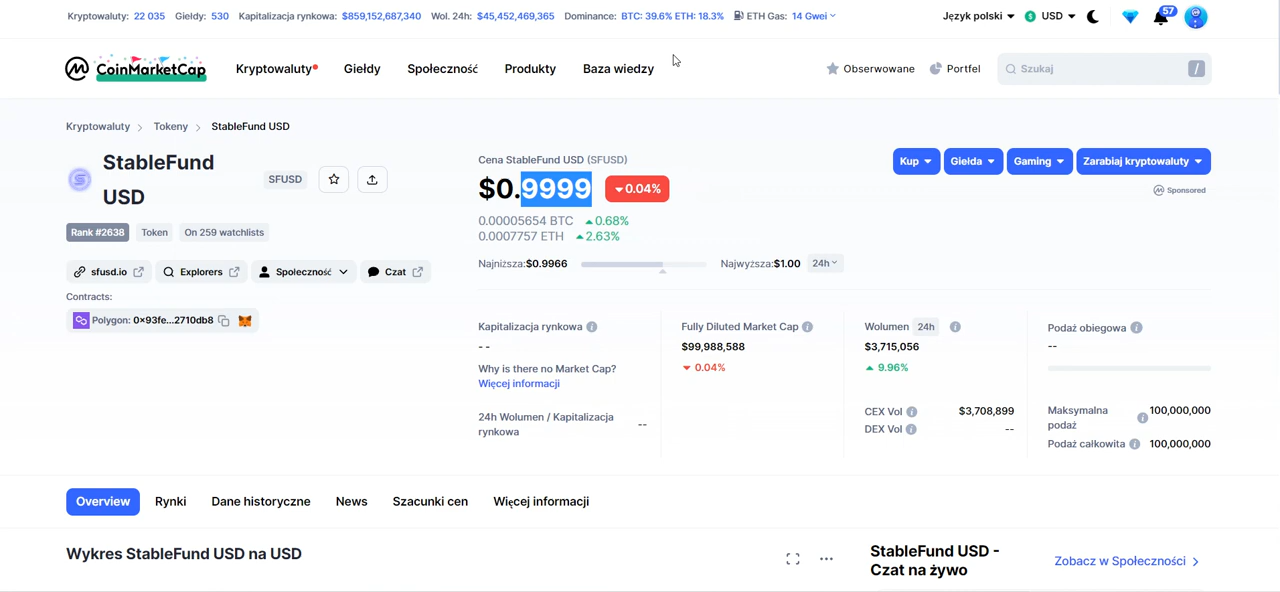 Kryptowaluty: 22 035 Giełdy: 530 Kapitalizacja rynkowa: $859,152,687,340 Wol. 24h: $45,452,469,365 Dominance: BTC: 39.6% ETH: 18.3% ETH Gas: 14 Gwei Język polski USD 57
CoinMarketCap Kryptowaluty Giełdy Społeczność Produkty Baza wiedzy Obserwowane Portfel Szukaj /
Kryptowaluty Tokeny StableFund USD
StableFund
USD
SFUSD
Rank #2638 Token On 259 watchlists
sfusd.io Explorers Społeczność Czat
Contracts:
Polygon: 0x93fe...2710db8
Cena StableFund USD (SFUSD)
$0.9999 0.04%
0.00005654 BTC 0.68%
0.0007757 ETH 2.63%
Najniższa:$0.9966 Najwyższa:$1.00 24h
Kup Giełda Gaming Zarabiaj kryptowaluty
Sponsored
Kapitalizacja rynkowa
- -
Why is there no Market Cap?
Więcej informacji
24h Wolumen / Kapitalizacja
rynkowa
--
Fully Diluted Market Cap
$99,988,588
0.04%
Wolumen 24h
$3,715,056
9.96%
CEX Vol $3,708,899
DEX Vol --
Podaż obiegowa
--
Maksymalna
podaż
100,000,000
Podaż całkowita 100,000,000
Overview Rynki Dane historyczne News Szacunki cen Więcej informacji
Wykres StableFund USD na USD
StableFund USD -
Czat na żywo
Zobacz w Społeczności